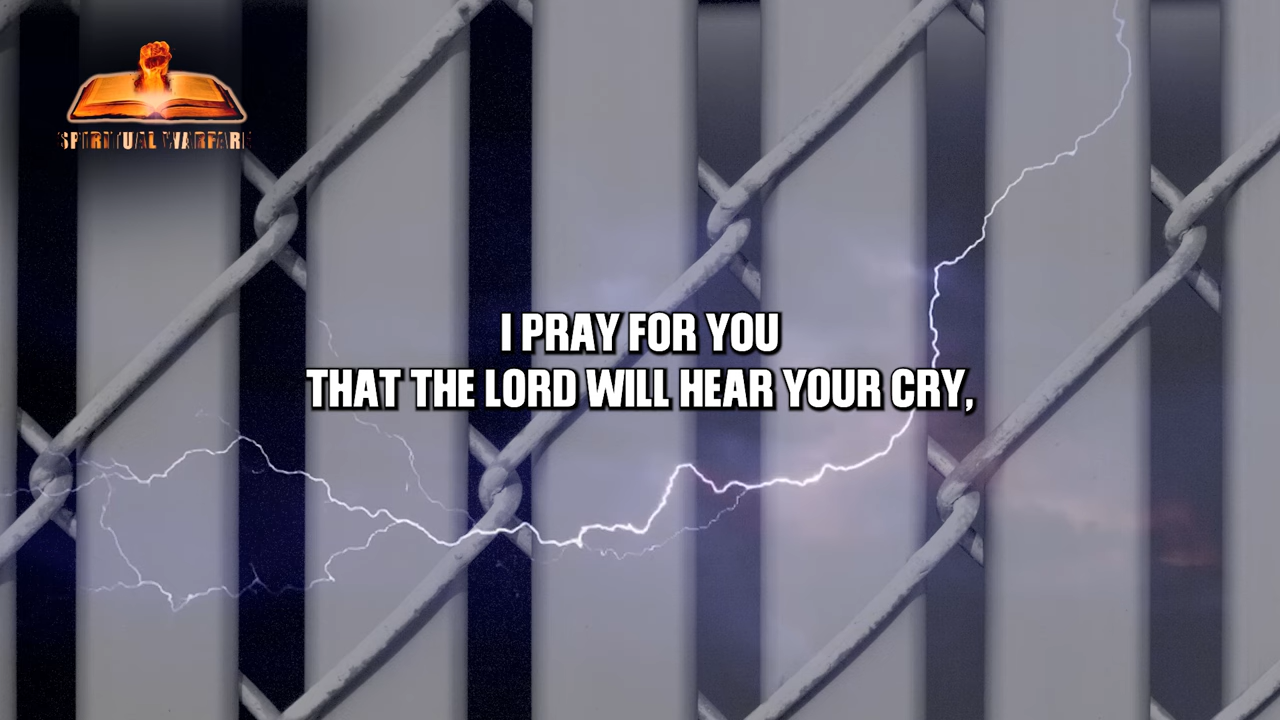 SPIRITUAL WARFARE
I PRAY FOR YOU
THAT THE LORD WILL HEAR YOUR CRY,